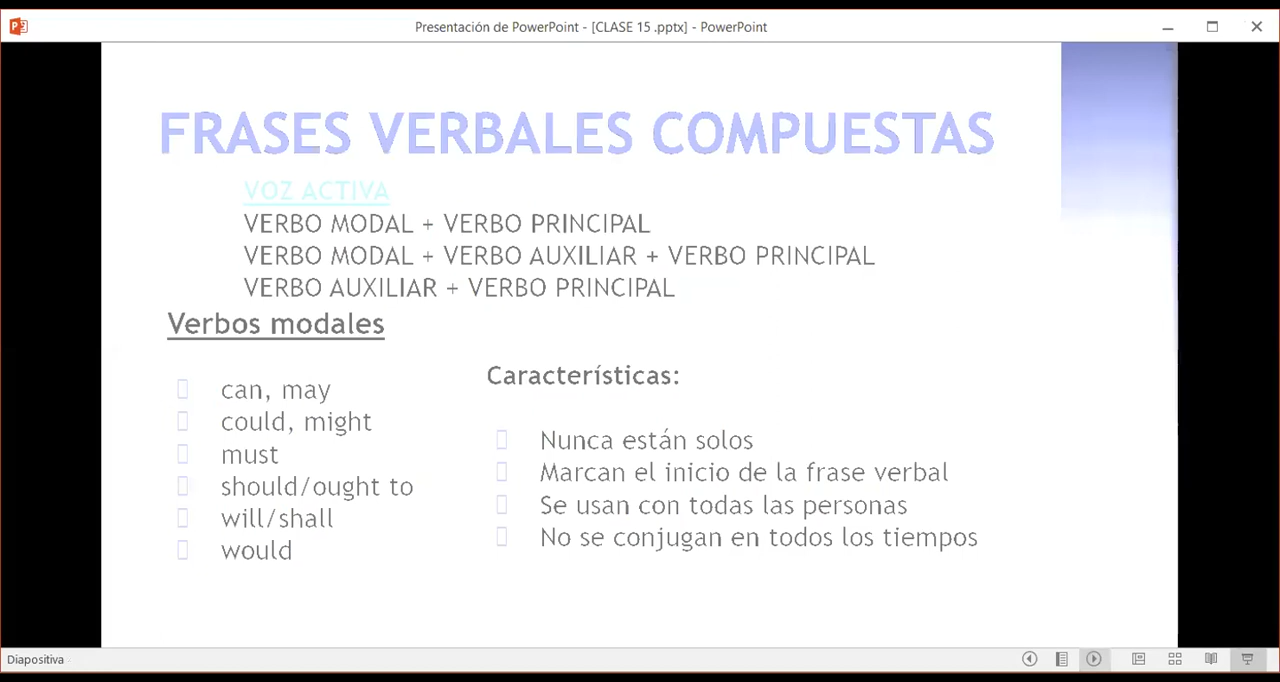 Presentación de PowerPoint - [CLASE 15 .pptx] - PowerPoint
FRASES VERBALES COMPUESTAS
VOZ ACTIVA
VERBO MODAL + VERBO PRINCIPAL
VERBO MODAL + VERBO AUXILIAR + VERBO PRINCIPAL
VERBO AUXILIAR + VERBO PRINCIPAL
Verbos modales
can, may
could, might
must
should/ought to
will/shall
would
Características:
Nunca están solos
Marcan el inicio de la frase verbal
Se usan con todas las personas
No se conjugan en todos los tiempos
Diapositiva